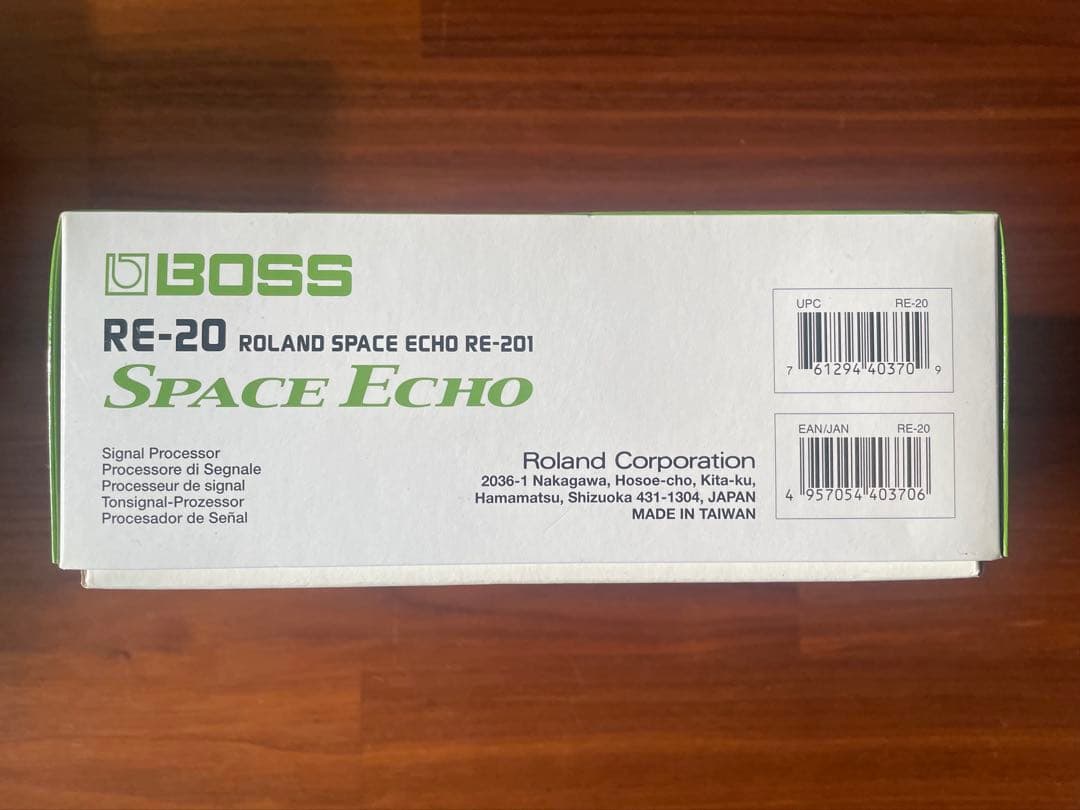 BOSS
RE-20 ROLAND SPACE ECHO RE-201
SPACE ECHO
Signal Processor
Processore di Segnale
Processeur de signal
Tonsignal-Prozessor
Procesador de Señal
Roland Corporation
2036-1 Nakagawa, Hosoe-cho, Kita-ku,
Hamamatsu, Shizuoka 431-1304, JAPAN
MADE IN TAIWAN
UPC RE-20
7 61294 40370 9
EAN/JAN RE-20
4 957054 403706